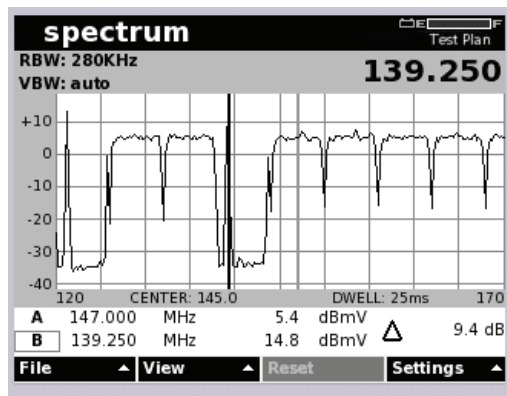 spectrum
E F
Test Plan
RBW: 280KHz
VBW: auto
139.250
+10
0
-10
-20
-30
-40
120 CENTER: 145.0 DWELL: 25ms 170
A 147.000 MHz 5.4 dBmV
B 139.250 MHz 14.8 dBmV Δ 9.4 dB
File View Reset Settings